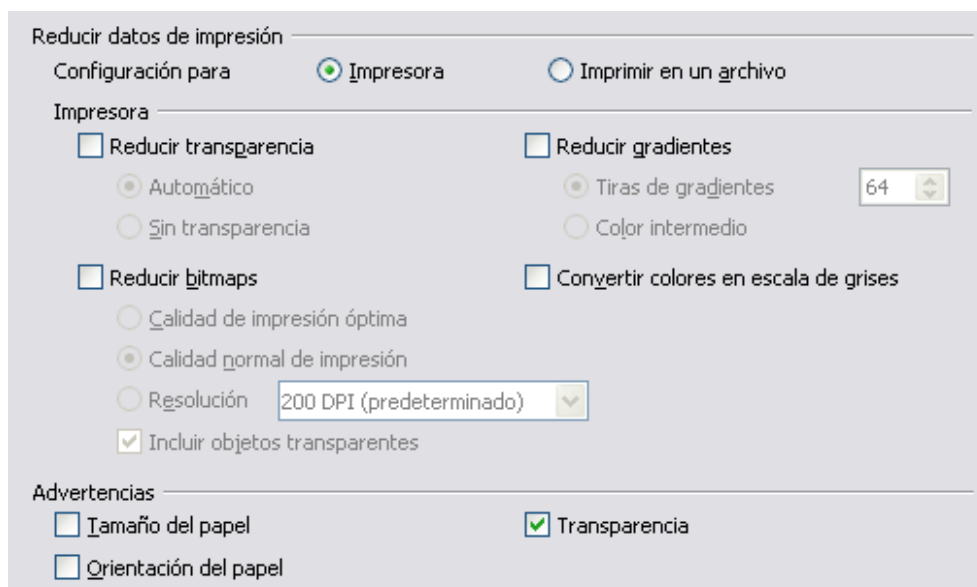 Reducir datos de impresión
Configuración para Impresora Imprimir en un archivo
Impresora
Reducir transparencia Reducir gradientes
Automático Tiras de gradientes 64
Sin transparencia Color intermedio
Reducir bitmaps Convertir colores en escala de grises
Calidad de impresión óptima
Calidad normal de impresión
Resolución 200 DPI (predeterminado)
Incluir objetos transparentes
Advertencias
Tamaño del papel Transparencia
Orientación del papel